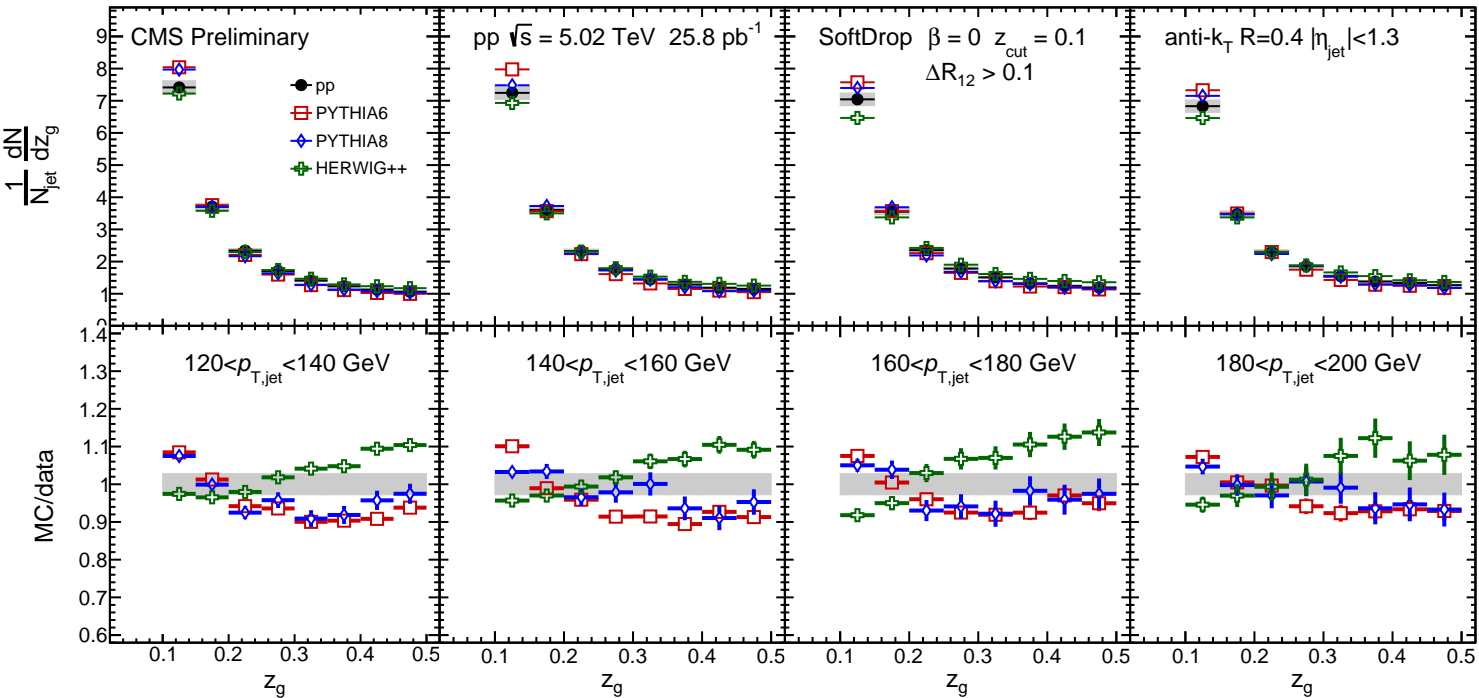 CMS Preliminary
pp √s = 5.02 TeV 25.8 pb⁻¹
SoftDrop β = 0 z_cut = 0.1
ΔR₁₂ > 0.1
anti-k_T R=0.4 |η_jet|<1.3
pp
PYTHIA6
PYTHIA8
HERWIG++
1/N_jet dN/dz_g
9
8
7
6
5
4
3
2
1
0
120<p_T,jet<140 GeV
140<p_T,jet<160 GeV
160<p_T,jet<180 GeV
180<p_T,jet<200 GeV
MC/data
1.4
1.3
1.2
1.1
1
0.9
0.8
0.7
0.6
0.1 0.2 0.3 0.4 0.5
0.1 0.2 0.3 0.4 0.5
0.1 0.2 0.3 0.4 0.5
0.1 0.2 0.3 0.4 0.5
z_g
z_g
z_g
z_g